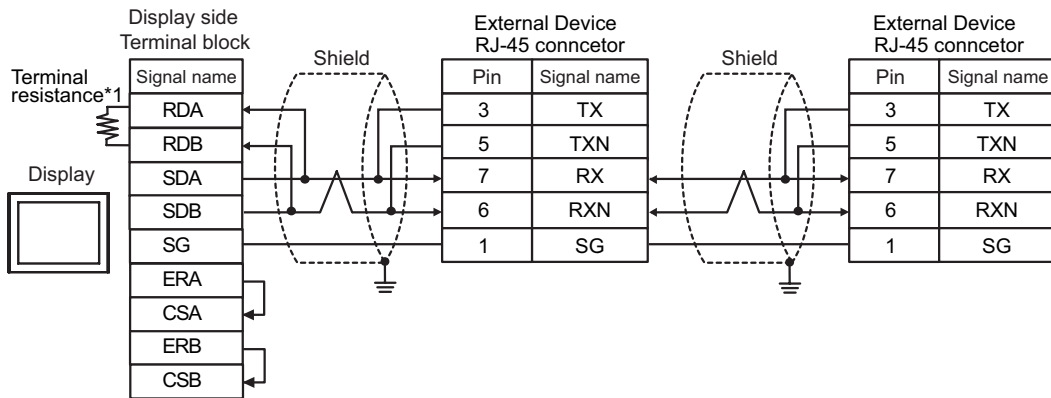 Display side
Terminal block
Signal name
RDA
RDB
SDA
SDB
SG
ERA
CSA
ERB
CSB
Terminal
resistance*1
Display
Shield
External Device
RJ-45 conncetor
Pin Signal name
3 TX
5 TXN
7 RX
6 RXN
1 SG
Shield
External Device
RJ-45 conncetor
Pin Signal name
3 TX
5 TXN
7 RX
6 RXN
1 SG